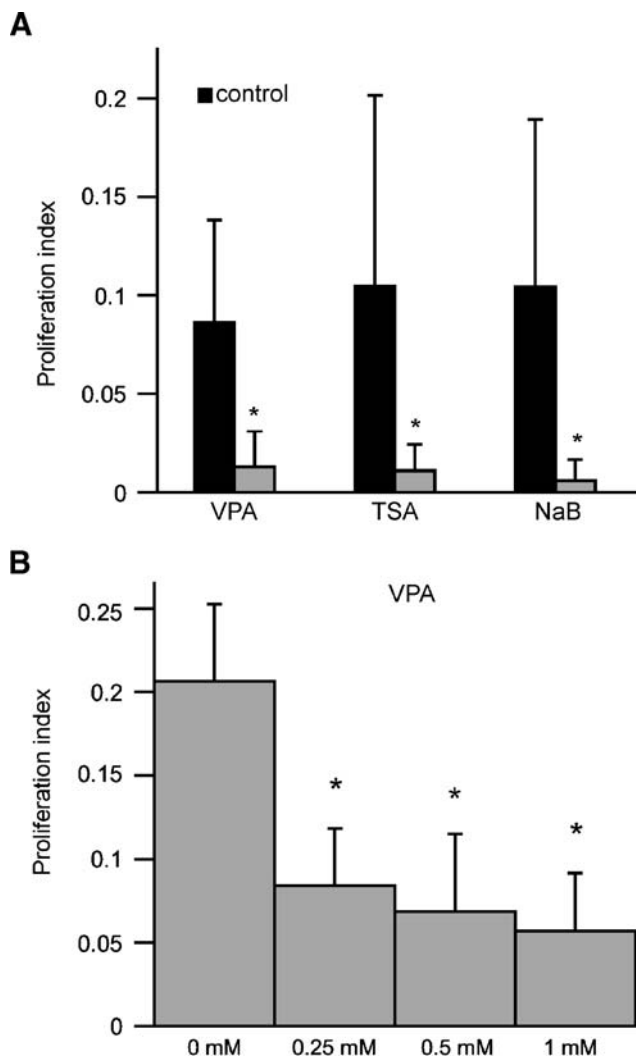 A
0.2
control
0.15
Proliferation index
0.1
0.05
*
*
*
0
VPA
TSA
NaB
B
VPA
0.25
0.2
Proliferation index
0.15
*
*
*
0.1
0.05
0
0 mM
0.25 mM
0.5 mM
1 mM